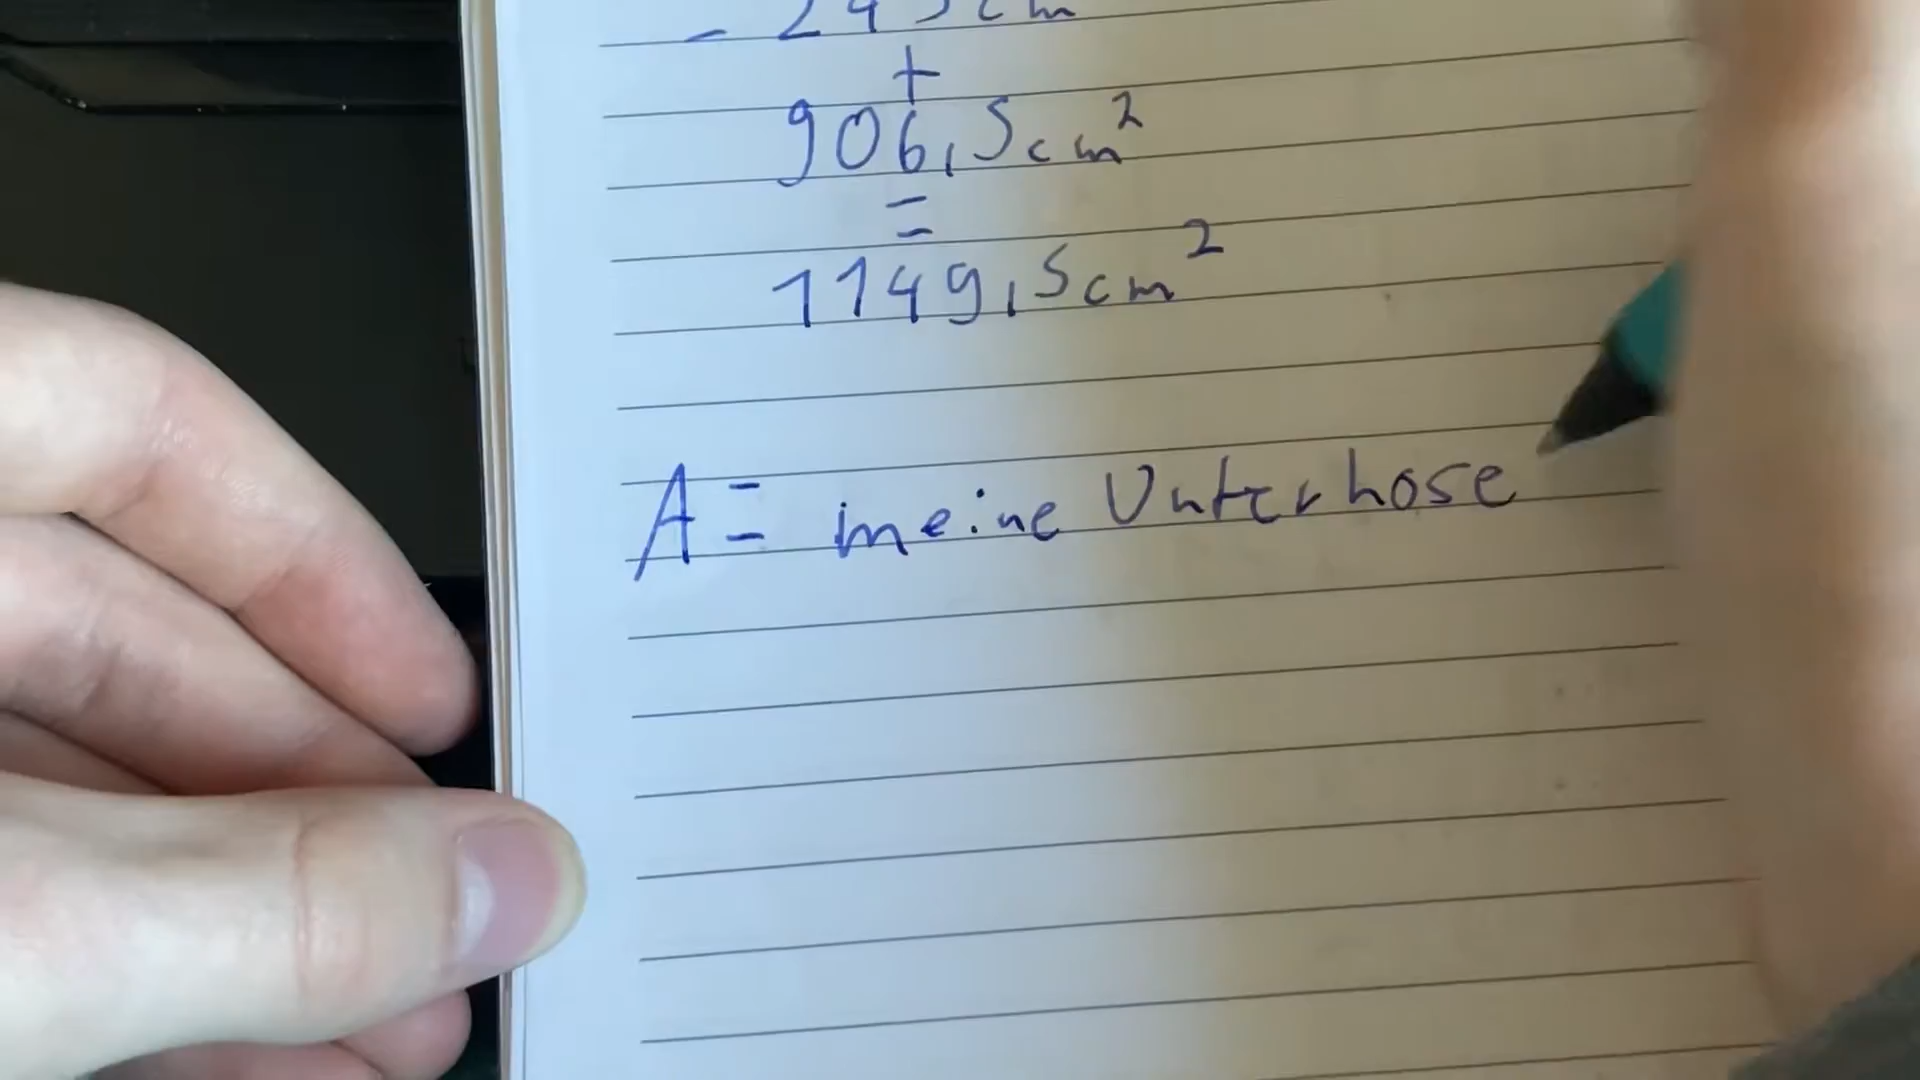 +
906,5cm²
=
1149,5cm²
A= meine Unterhose